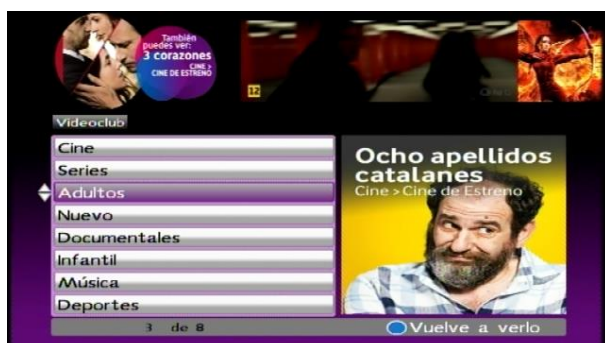 También
puedes ver:
3 corazones
CINE >
CINE DE ESTRENO
12
Videoclub
Cine
Series
Adultos
Nuevo
Documentales
Infantil
Música
Deportes
Ocho apellidos
catalanes
Cine > Cine de Estreno
3 de 8
Vuelve a verlo